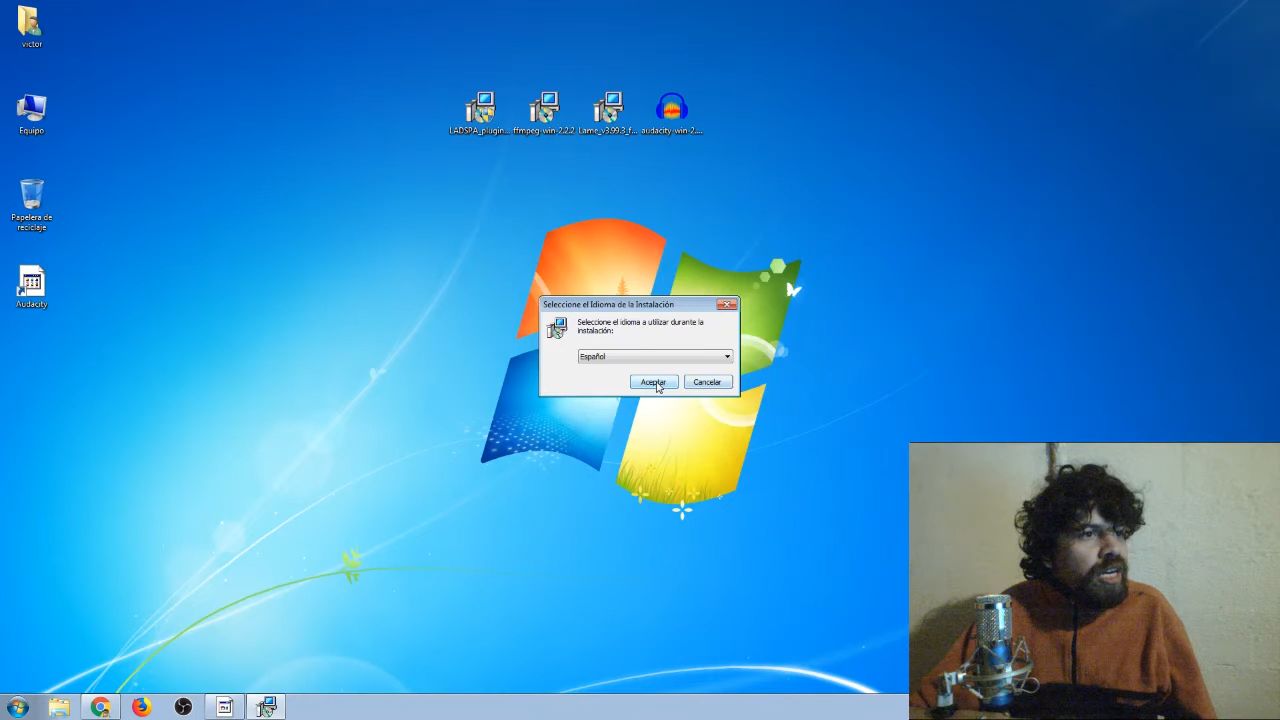 victor
Equipo
Papelera de
reciclaje
Audacity
LADSPA_plugin...
ffmpeg-win-2.2.2
Lame_v3.99.3_f...
audacity-win-2....
Seleccione el Idioma de la Instalación
Seleccione el idioma a utilizar durante la
instalación:
Español
Aceptar
Cancelar